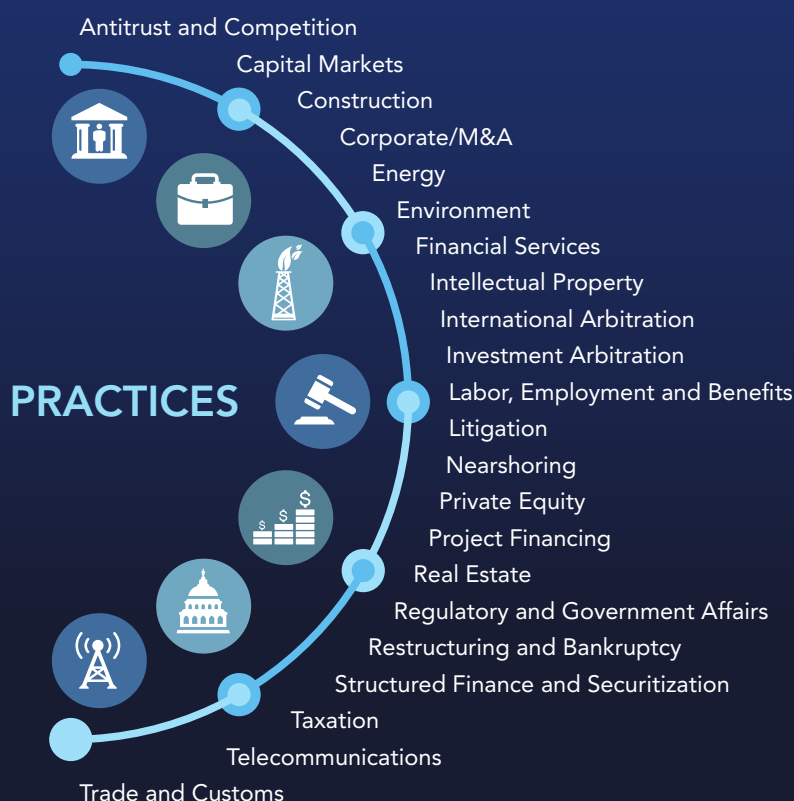 Antitrust and Competition
Capital Markets
Construction
Corporate/M&A
Energy
Environment
Financial Services
Intellectual Property
International Arbitration
Investment Arbitration
PRACTICES
Labor, Employment and Benefits
Litigation
Nearshoring
Private Equity
$
$
$
Project Financing
Real Estate
Regulatory and Government Affairs
Restructuring and Bankruptcy
Structured Finance and Securitization
Taxation
Telecommunications
Trade and Customs